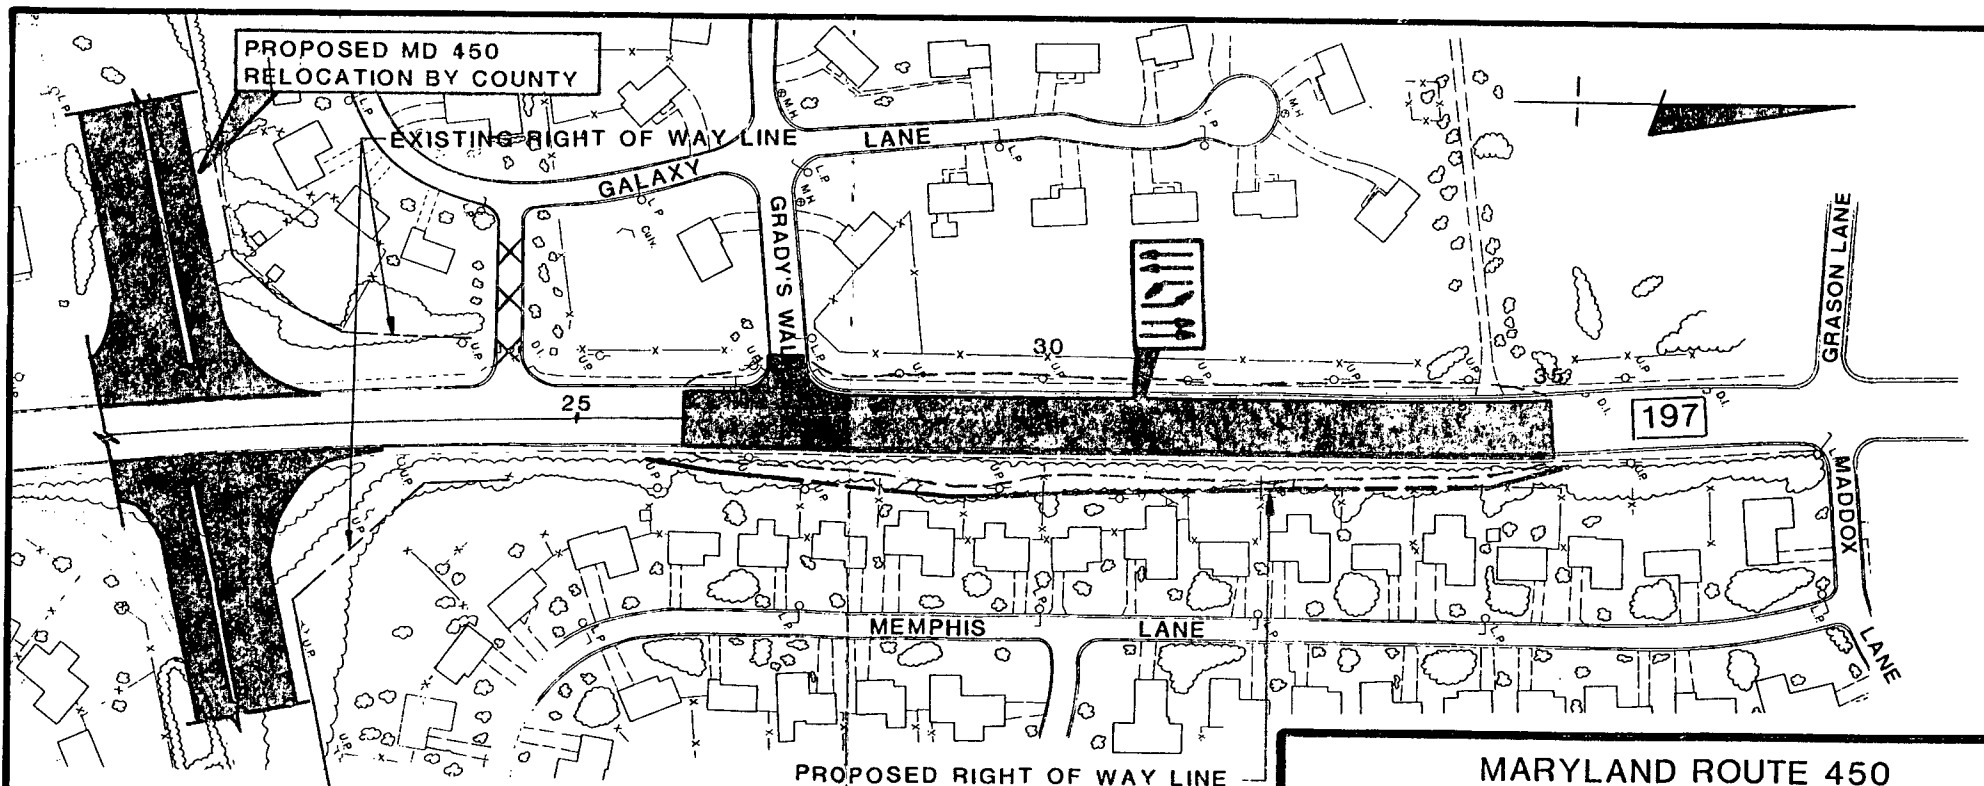 PROPOSED MD 450
RELOCATION BY COUNTY
EXISTING RIGHT OF WAY LINE
LANE
GALAXY
GRADY'S WAL
GRASON LANE
L.P.
L.P.
L.P.
L.P.
L.P.
L.P.
M.H.
M.H.
M.H.
Culv.
D.I.
U.P.
U.P.
U.P.
U.P.
U.P.
U.P.
U.P.
L.P.
30
35
25
197
D.I.
D.I.
U.P.
U.P.
U.P.
U.P.
U.P.
U.P.
U.P.
U.P.
U.P.
U.P.
MADDOX
LANE
MEMPHIS
LANE
L.P.
L.P.
L.P.
L.P.
L.P.
L.P.
PROPOSED RIGHT OF WAY LINE
MARYLAND ROUTE 450